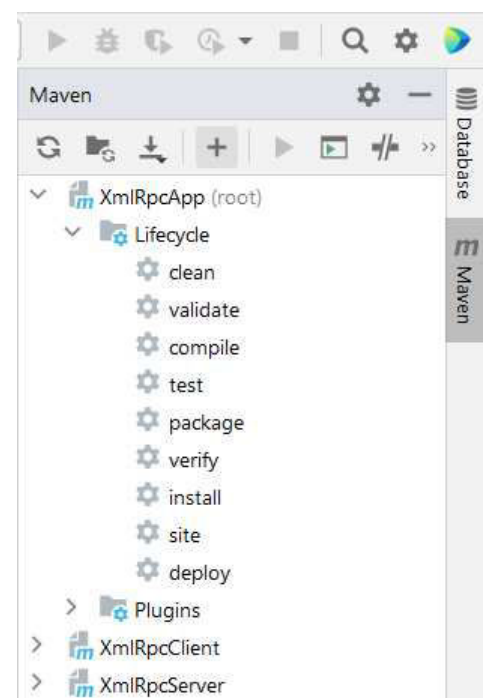 Maven
XmlRpcApp (root)
Lifecycle
clean
validate
compile
test
package
verify
install
site
deploy
Plugins
XmlRpcClient
XmlRpcServer
Database
m Maven